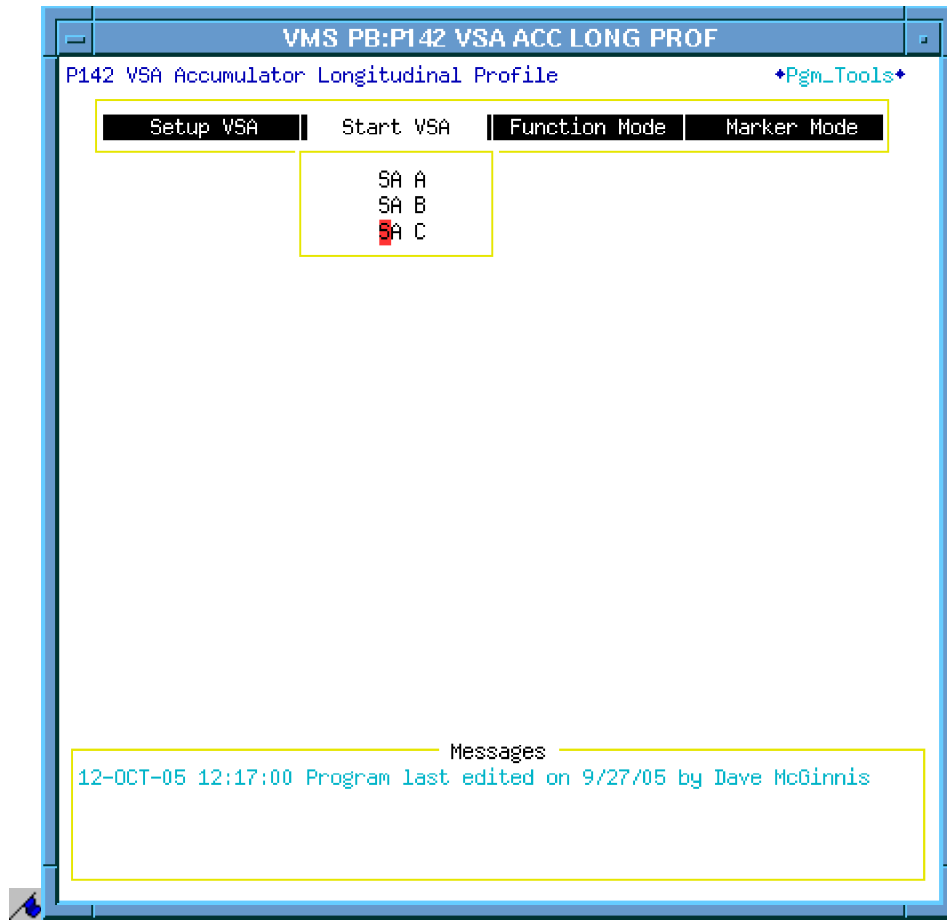 VMS PB:P142 VSA ACC LONG PROF
P142 VSA Accumulator Longitudinal Profile ✦Pgm_Tools✦
Setup VSA Start VSA Function Mode Marker Mode
SA A
SA B
SA C
Messages
12-OCT-05 12:17:00 Program last edited on 9/27/05 by Dave McGinnis